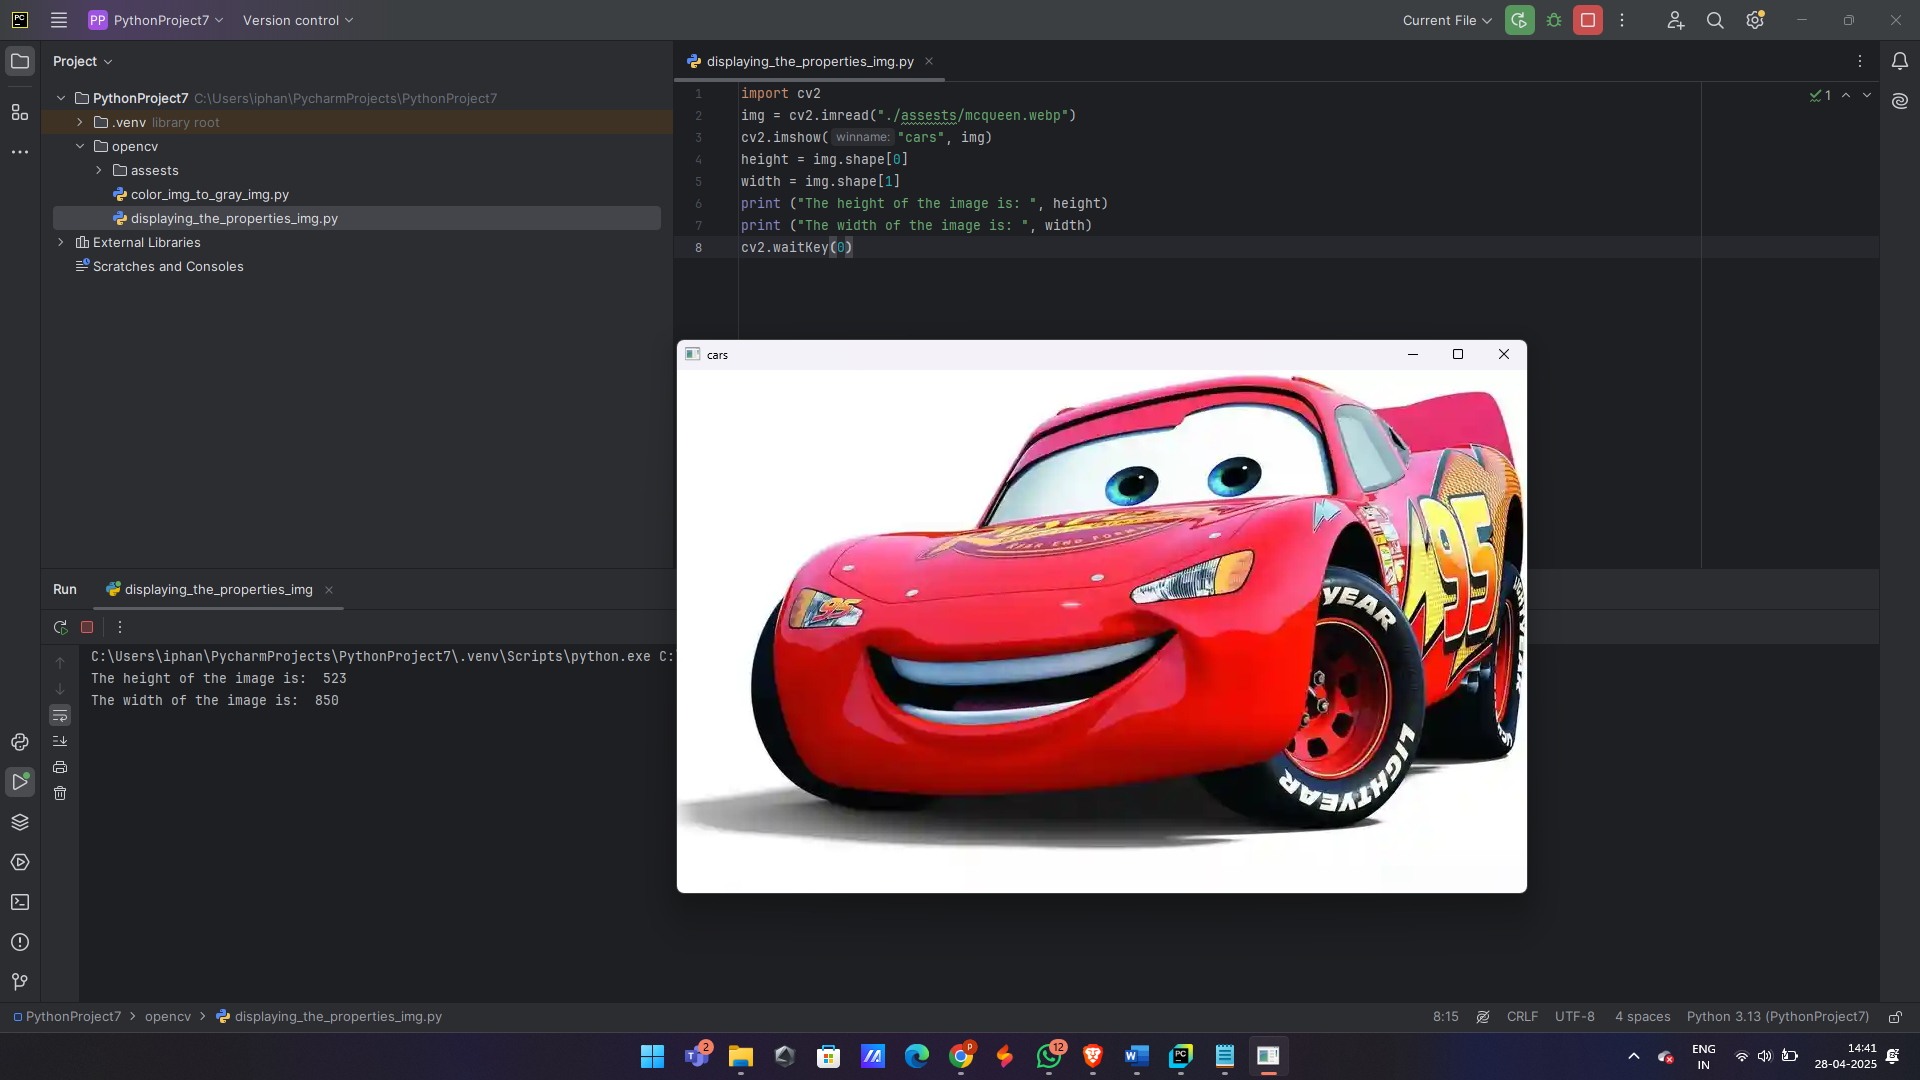 PC
PP PythonProject7 Version control
Current File
Project
displaying_the_properties_img.py
PythonProject7 C:\Users\iphan\PycharmProjects\PythonProject7
.venv library root
opencv
assests
color_img_to_gray_img.py
displaying_the_properties_img.py
External Libraries
Scratches and Consoles
1 import cv2
2 img = cv2.imread("./assests/mcqueen.webp")
3 cv2.imshow( winname: "cars", img)
4 height = img.shape[0]
5 width = img.shape[1]
6 print ("The height of the image is: ", height)
7 print ("The width of the image is: ", width)
8 cv2.waitKey(0)
1
cars
95
95
YEAR
LIGHTYEAR
Run displaying_the_properties_img
C:\Users\iphan\PycharmProjects\PythonProject7\.venv\Scripts\python.exe C:
The height of the image is:  523
The width of the image is:  850
PythonProject7 > opencv > displaying_the_properties_img.py
8:15 CRLF UTF-8 4 spaces Python 3.13 (PythonProject7)
2
P
12
PC
ENG
IN
14:41
28-04-2025